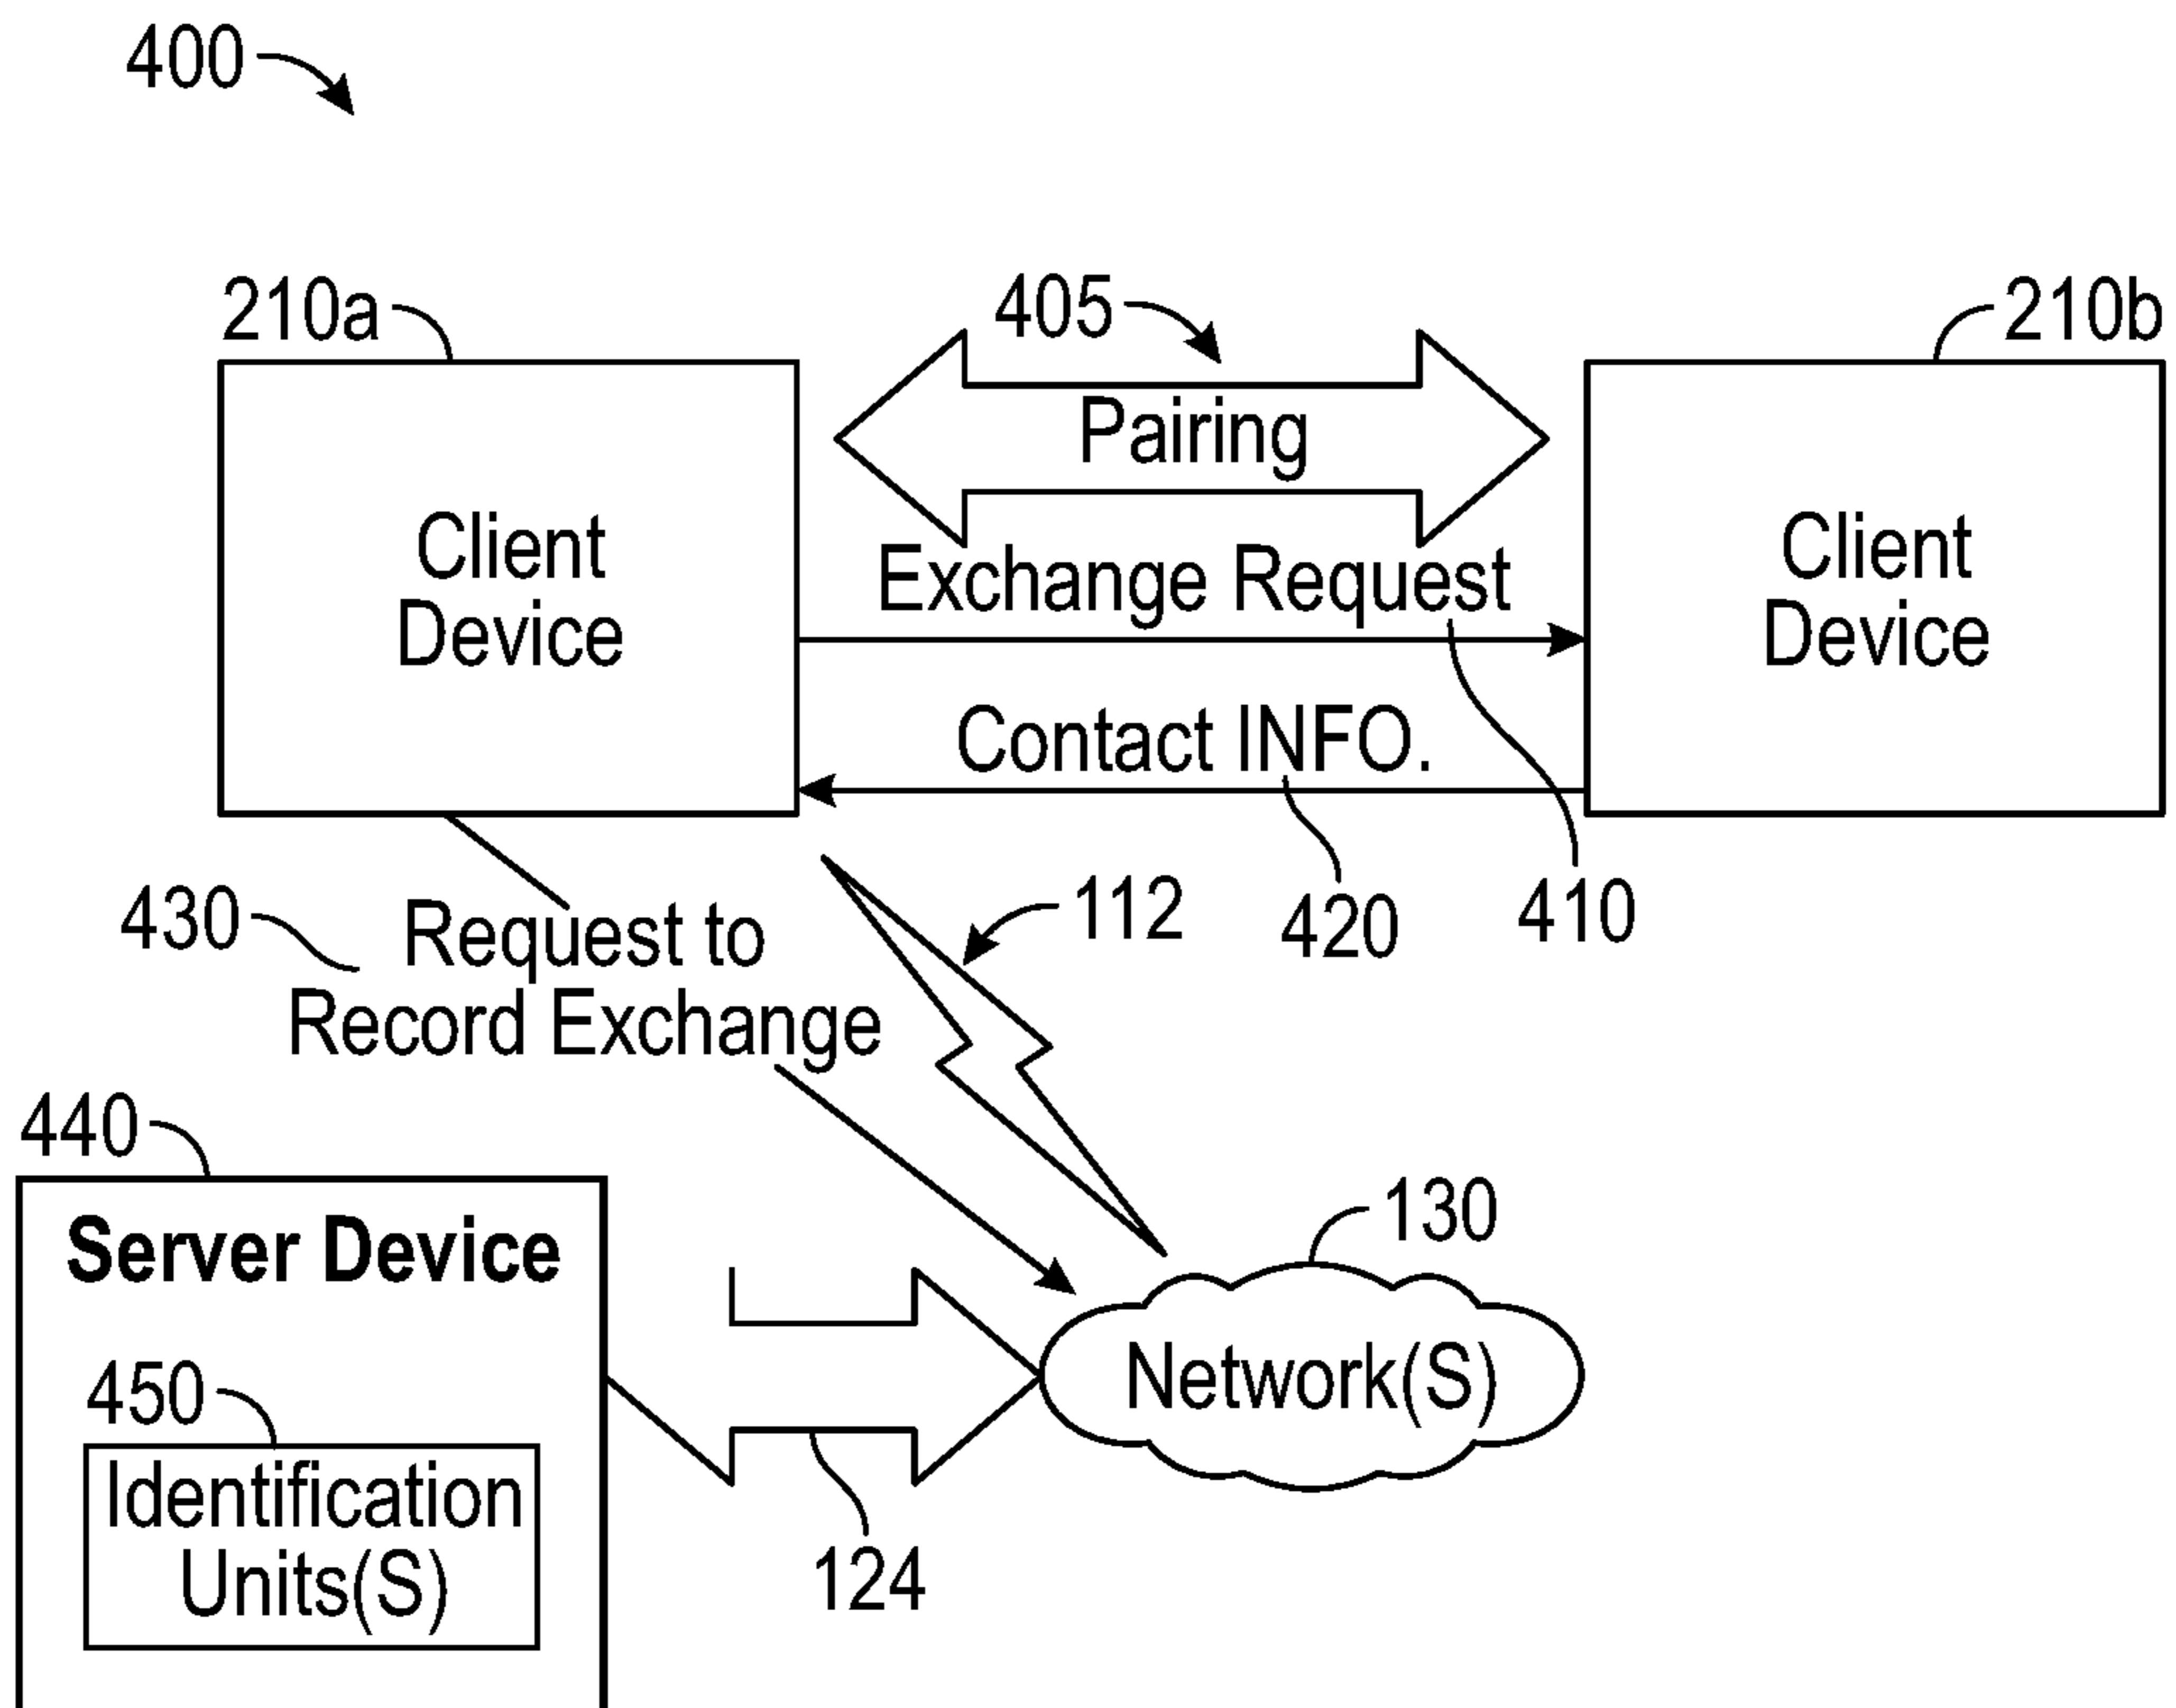 400
210a
405
210b
Pairing
Client
Device
Client
Device
Exchange Request
Contact INFO.
430
Request to
Record Exchange
112
420
410
440
Server Device
130
450
Network(S)
Identification
Units(S)
124